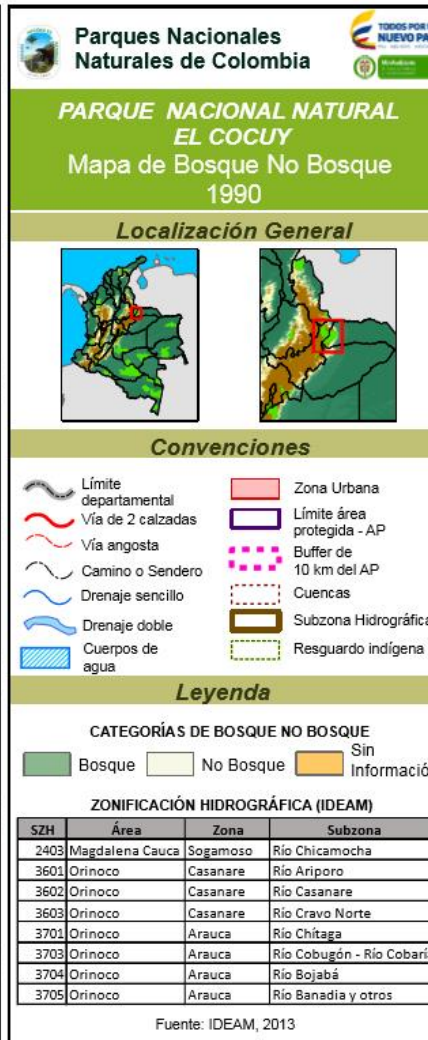 Parques Nacionales
Naturales de Colombia
TODOS POR
NUEVO PA
PARQUE NACIONAL NATURAL
EL COCUY
Mapa de Bosque No Bosque
1990
Localización General
Convenciones
Límite
departamental
Vía de 2 calzadas
Vía angosta
Camino o Sendero
Drenaje sencillo
Drenaje doble
Cuerpos de
agua
Zona Urbana
Límite área
protegida - AP
Buffer de
10 km del AP
Cuencas
Subzona Hidrográfica
Resguardo indígena
Leyenda
CATEGORÍAS DE BOSQUE NO BOSQUE
Bosque No Bosque Sin
Informació
ZONIFICACIÓN HIDROGRÁFICA (IDEAM)
SZH Área Zona Subzona
2403 Magdalena Cauca Sogamoso Río Chicamocha
3601 Orinoco Casanare Río Ariporo
3602 Orinoco Casanare Río Casanare
3603 Orinoco Casanare Río Cravo Norte
3701 Orinoco Arauca Río Chítaga
3703 Orinoco Arauca Río Cobugón - Río Cobarí
3704 Orinoco Arauca Río Bojabá
3705 Orinoco Arauca Río Banadia y otros
Fuente: IDEAM, 2013